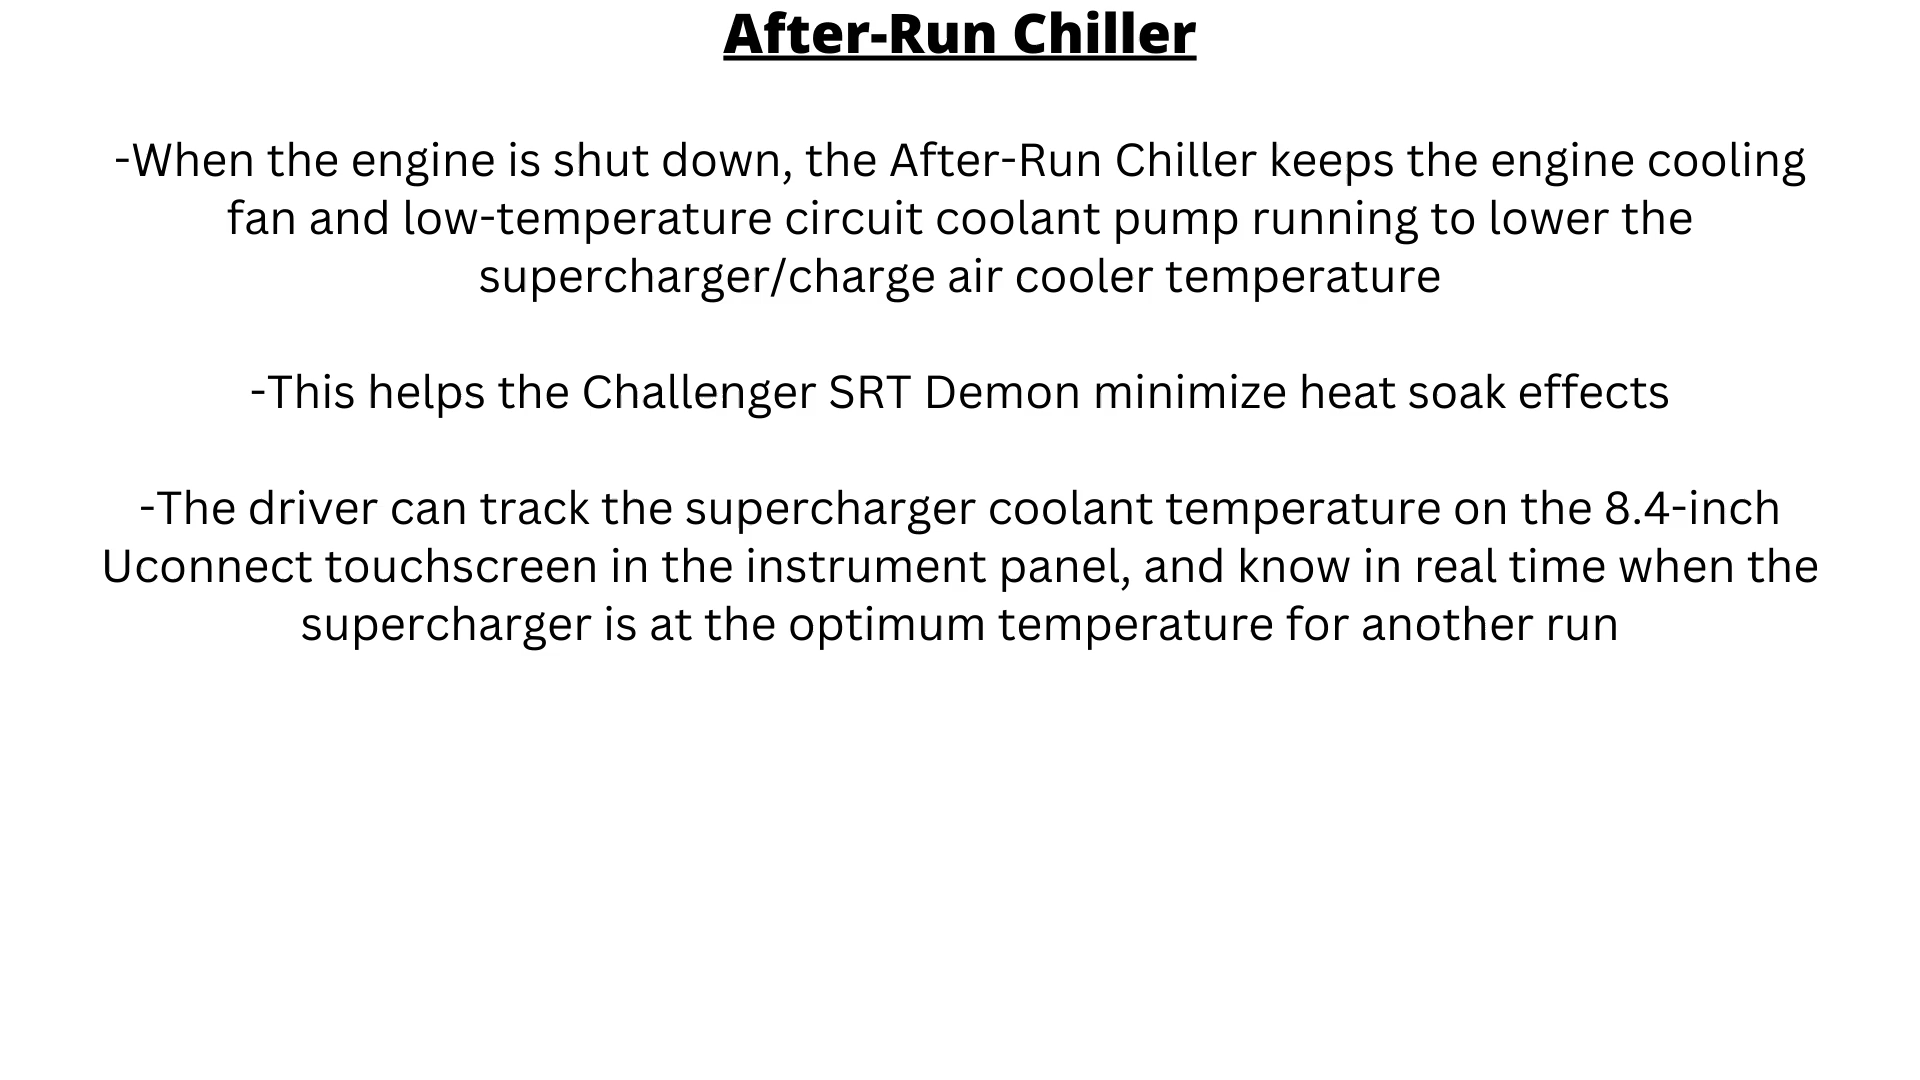 After-Run Chiller
-When the engine is shut down, the After-Run Chiller keeps the engine cooling
fan and low-temperature circuit coolant pump running to lower the
supercharger/charge air cooler temperature
-This helps the Challenger SRT Demon minimize heat soak effects
-The driver can track the supercharger coolant temperature on the 8.4-inch
Uconnect touchscreen in the instrument panel, and know in real time when the
supercharger is at the optimum temperature for another run